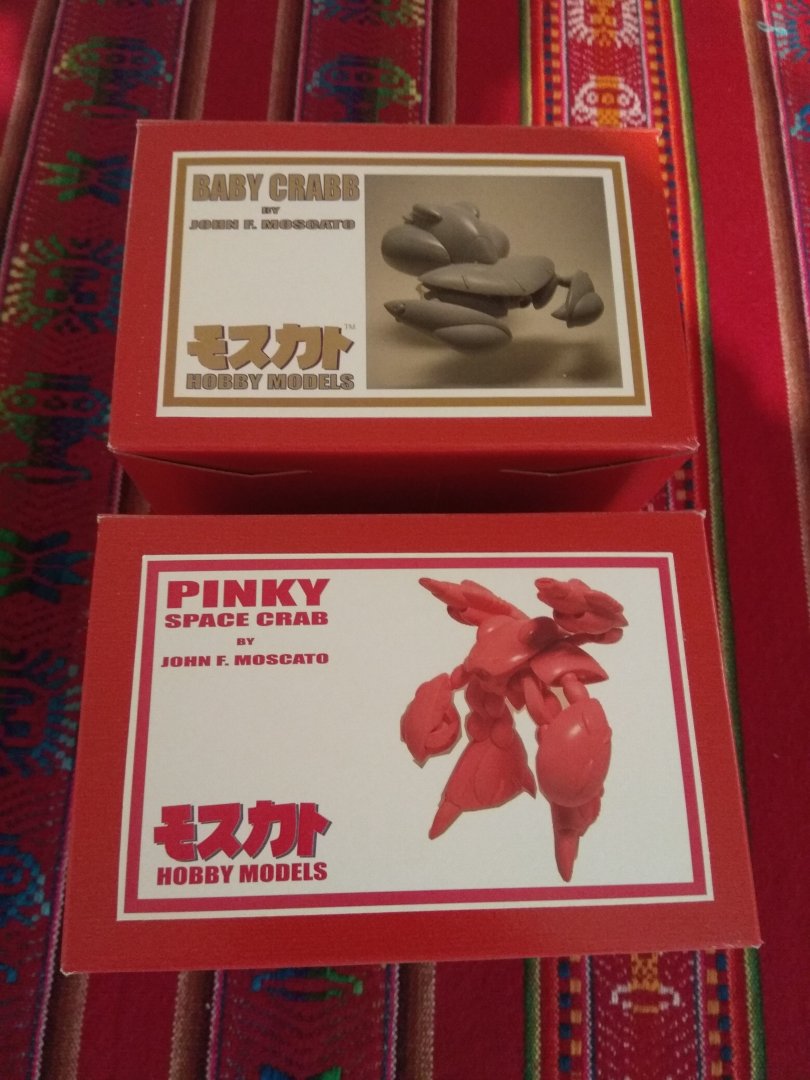 BABY CRABB
BY
JOHN F. MOSCATO
モスカト™
HOBBY MODELS
PINKY
SPACE CRAB
BY
JOHN F. MOSCATO
モスカト
HOBBY MODELS